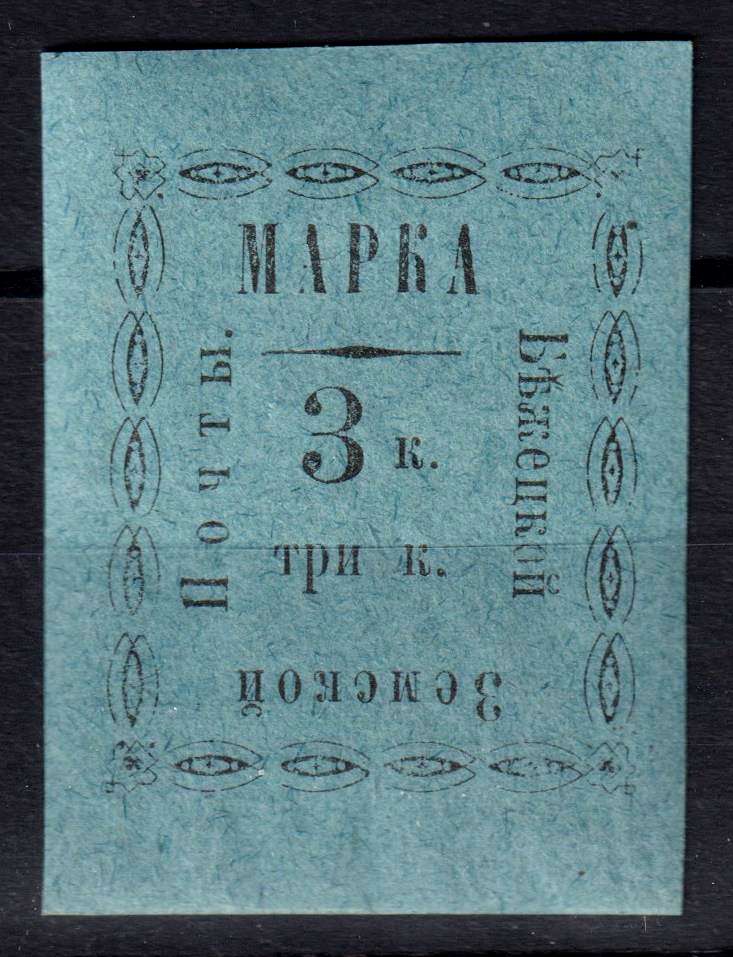 МАРКА
Бѣжецкой
Земской
Почты.
3 к.
три к.